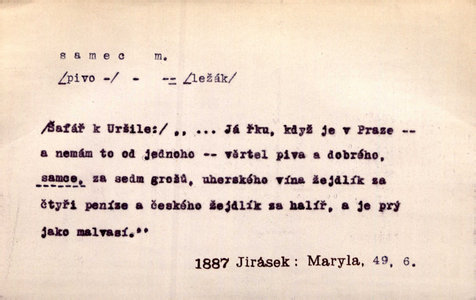 samec m.
/pivo -/ - -- /ležák/
/Šafář k Uršile:/ „ ... Já řku, když je v Praze --
a nemám to od jednoho -- věrtel piva a dobrého,
samce, za sedm grošů, uherského vína žejdlík za
čtyři peníze a českého žejdlík za halíř, a je prý
jako malvasí."
1887 Jirásek: Maryla, 49, 6.